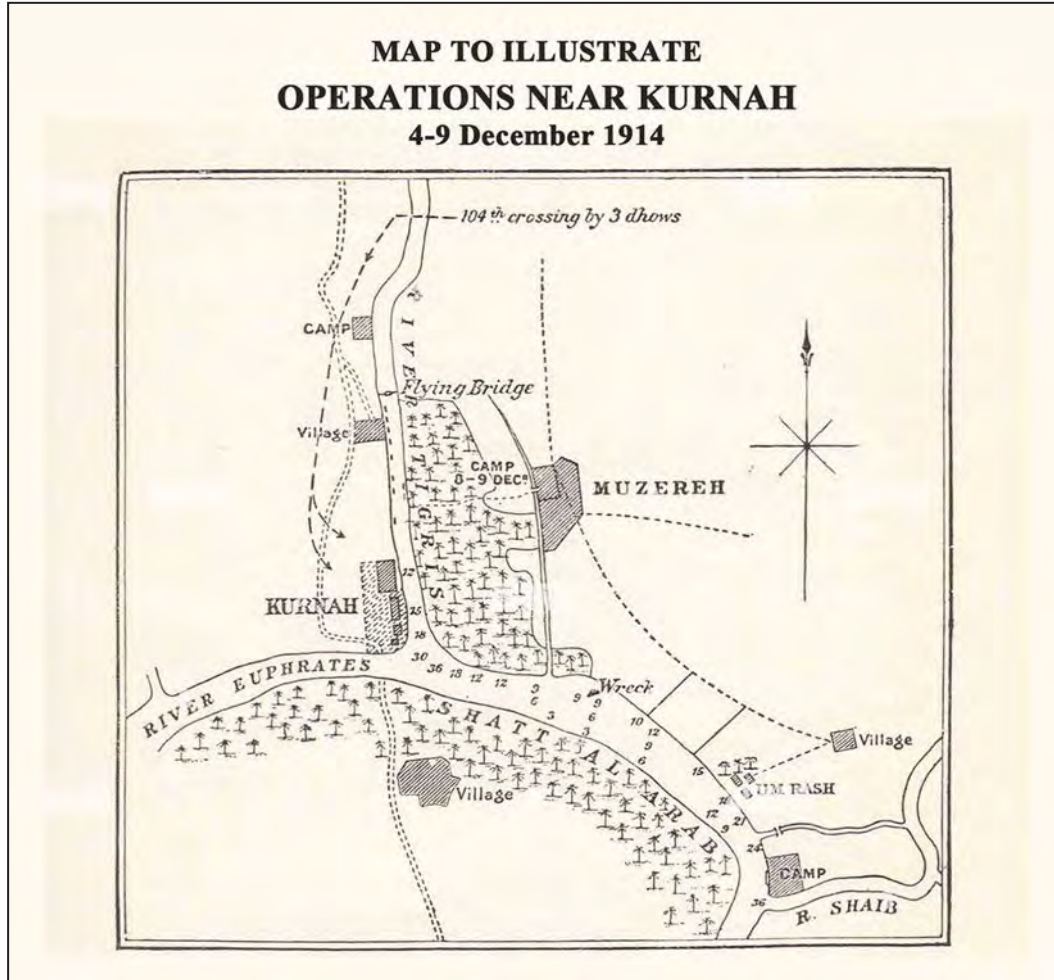 MAP TO ILLUSTRATE
OPERATIONS NEAR KURNAH
4-9 December 1914
104th crossing by 3 dhows
CAMP
RIVER TIGRIS
Flying Bridge
Village
CAMP
8-9 DECR
MUZEREH
KURNAH
12
15
18
30
36
18
12
12
9
6
3
RIVER EUPHRATES
SHATT AL ARAB
Wreck
9
9
6
3
10
12
9
6
Village
Village
15
UM RASH
12
9
21
24
CAMP
36
R. SHAIB